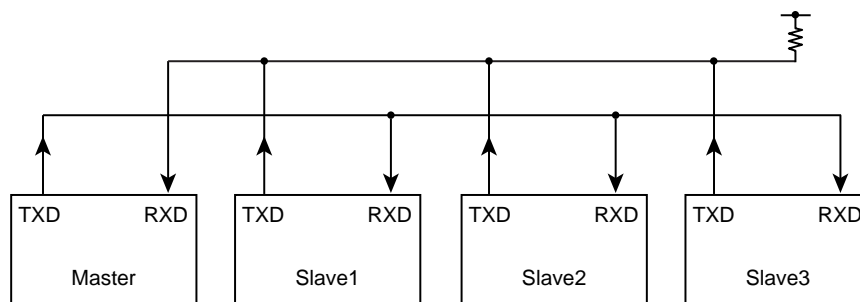 TXD RXD TXD RXD TXD RXD TXD RXD
Master Slave1 Slave2 Slave3